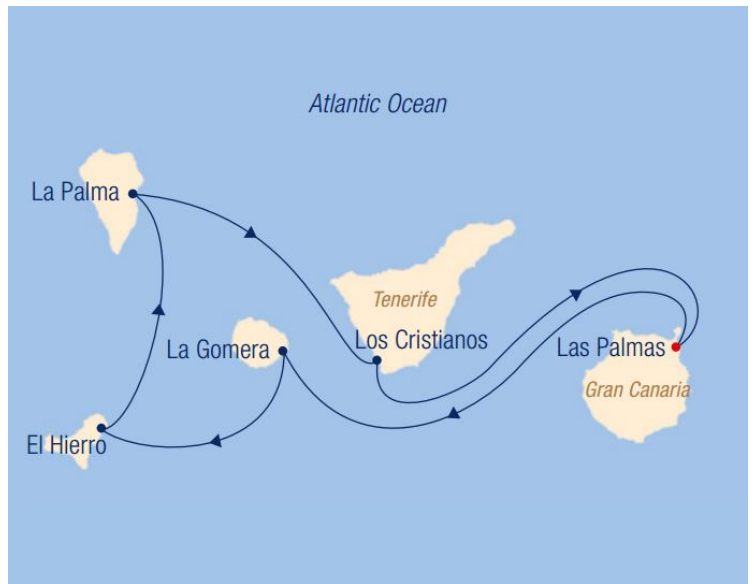 Atlantic Ocean
La Palma
Tenerife
Los Cristianos
La Gomera
Las Palmas
Gran Canaria
El Hierro